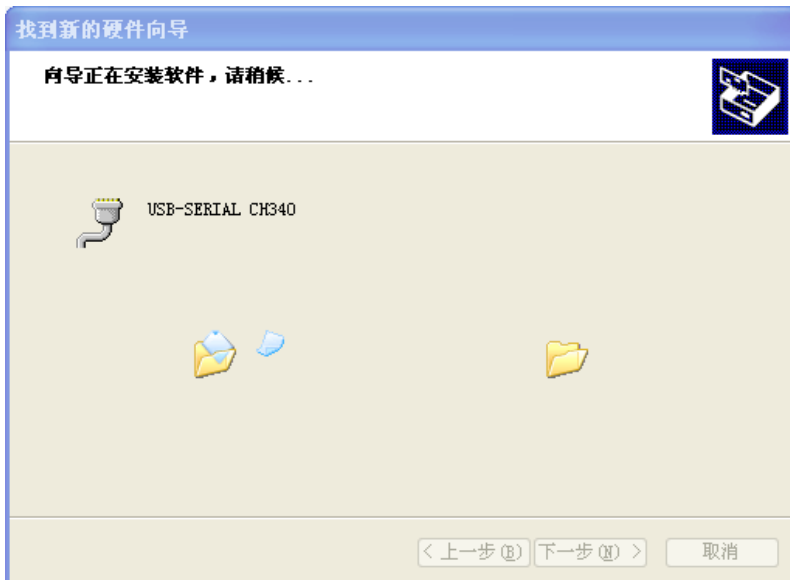 找到新的硬件向导
向导正在安装软件，请稍候...
USB-SERIAL CH340
< 上一步(B)
下一步(N) >
取消